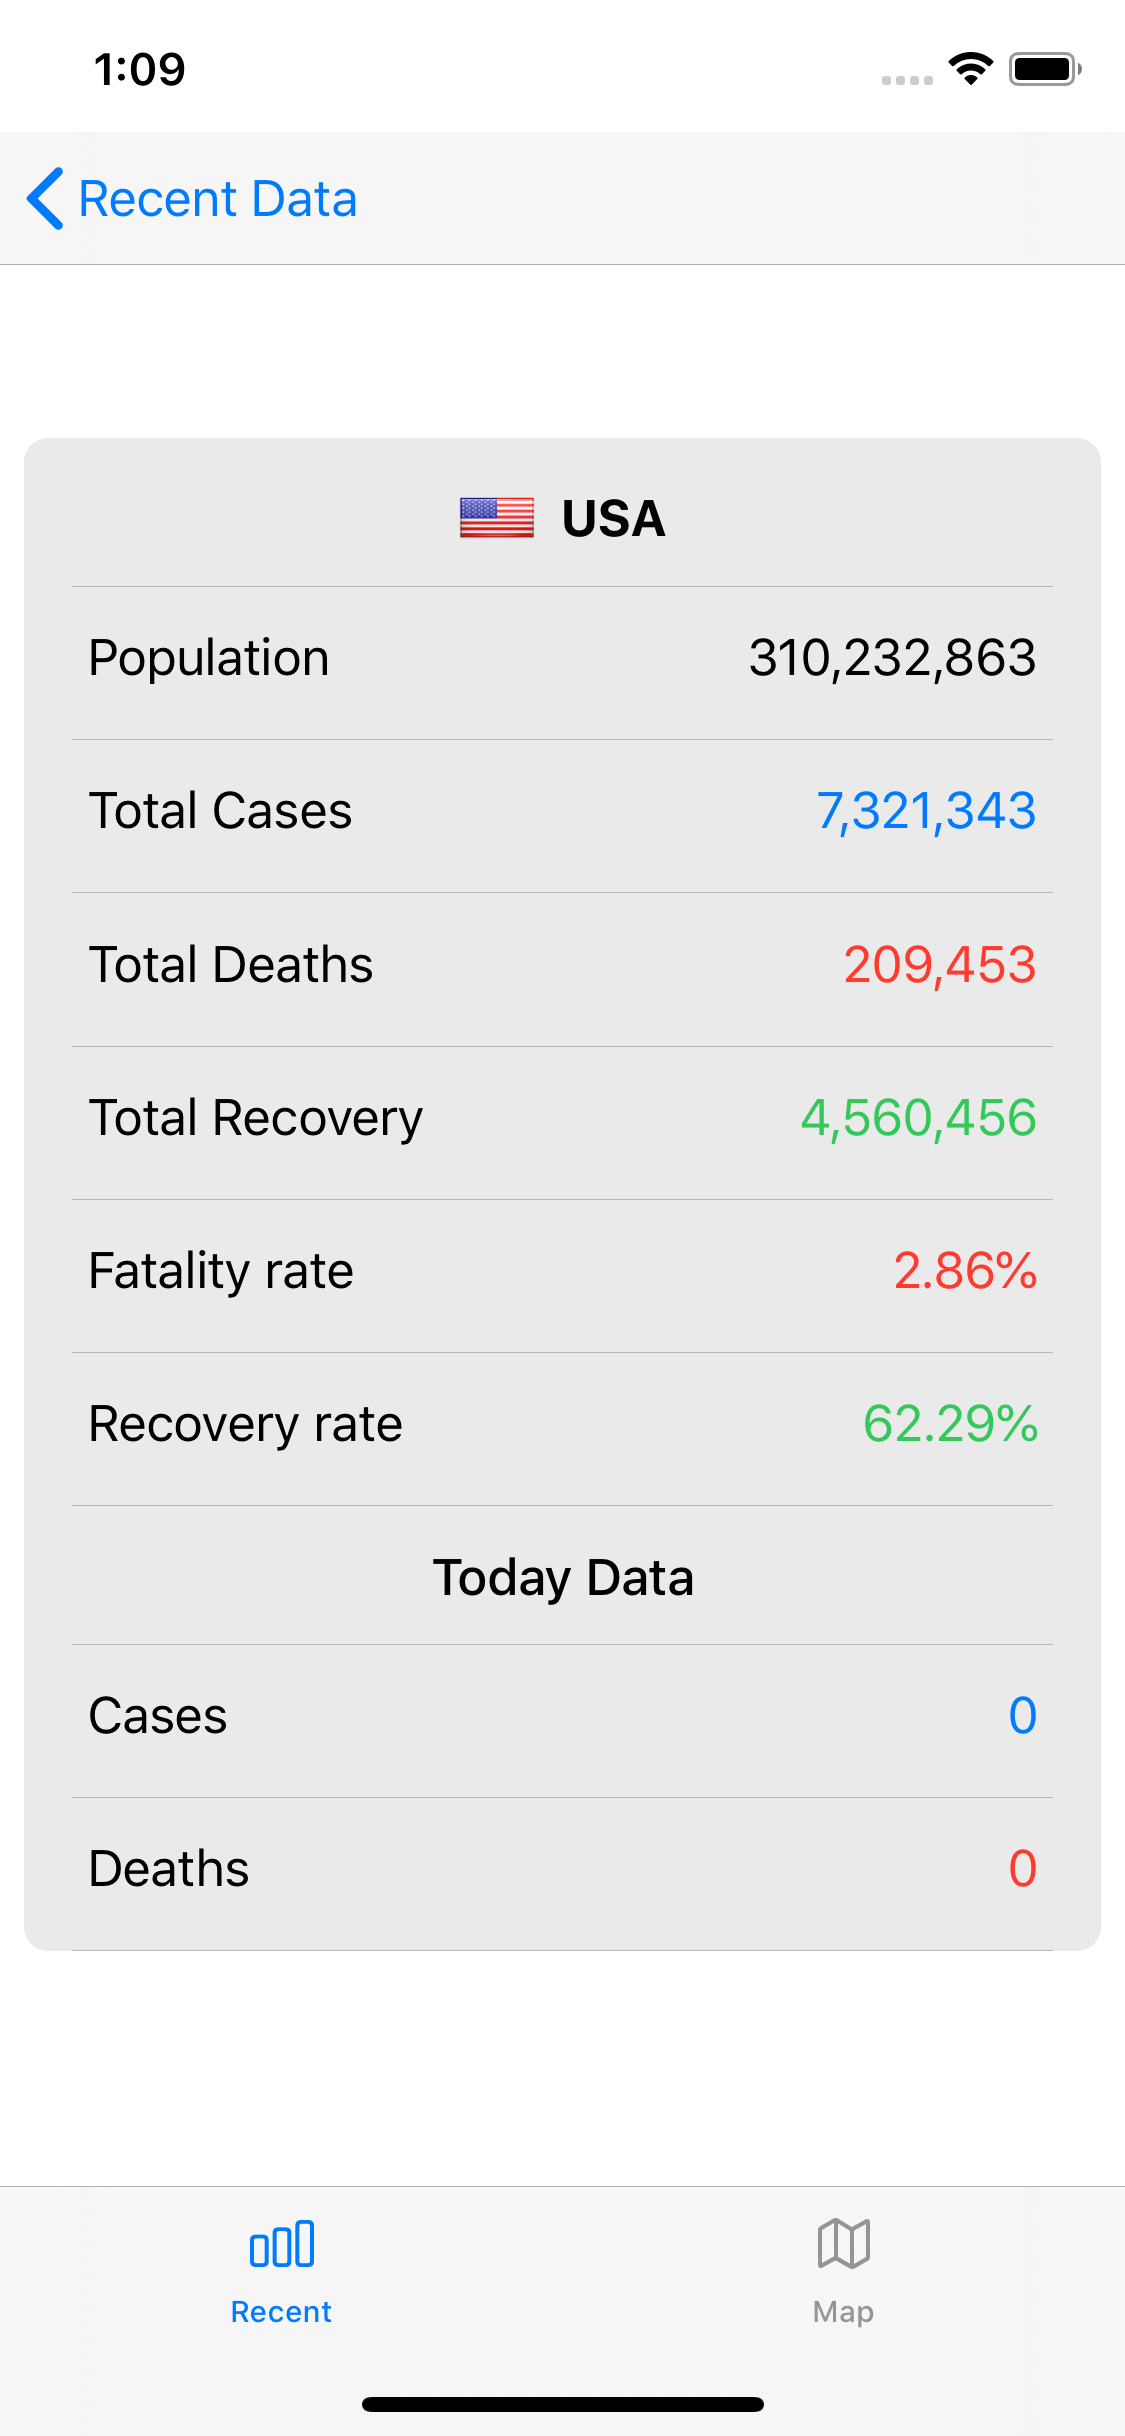 1:09
Recent Data
USA
Population 310,232,863
Total Cases 7,321,343
Total Deaths 209,453
Total Recovery 4,560,456
Fatality rate 2.86%
Recovery rate 62.29%
Today Data
Cases 0
Deaths 0
Recent Map